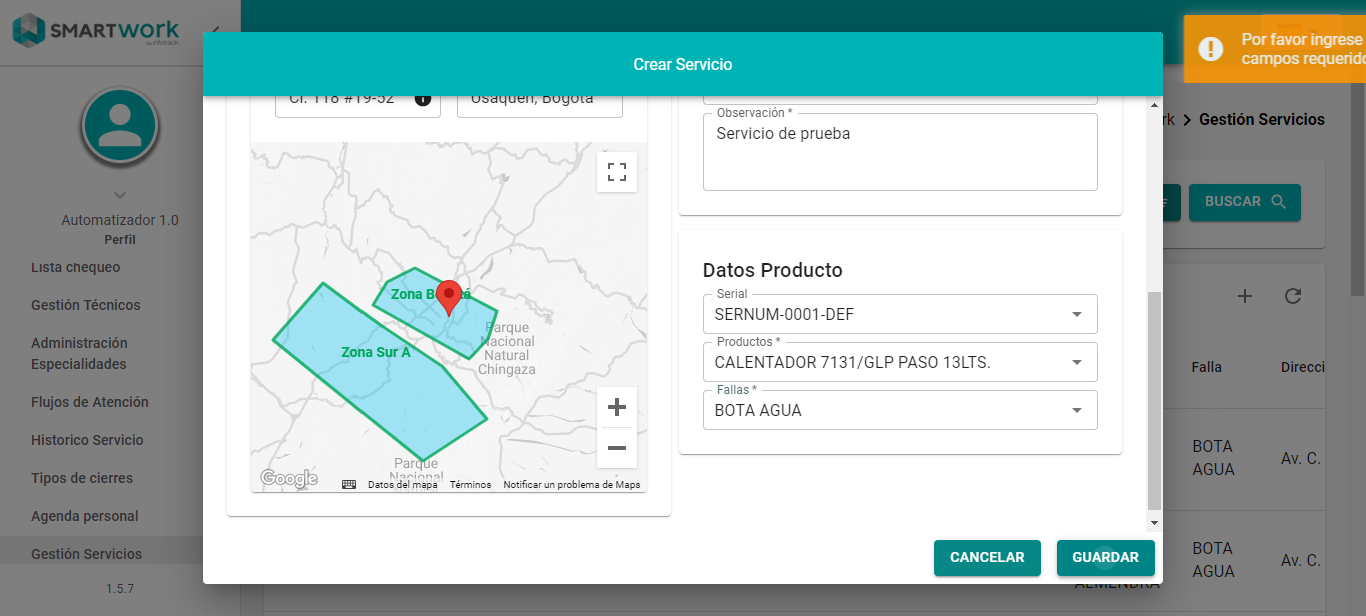 SMARTWORK
Crear Servicio
Por favor ingrese
campos requerido
Cl. 118 #19-52
Usaquén, Bogotá
Automatizador 1.0
Perfil
Lista chequeo
Gestión Técnicos
Administración
Especialidades
Flujos de Atención
Historico Servicio
Tipos de cierres
Agenda personal
Gestión Servicios
1.5.7
Zona B tá
Zona Sur A
Parque
Nacional
Natural
Chingaza
Parque
Nacional
Google
Datos del mapa
Términos
Notificar un problema de Maps
Observación *
Servicio de prueba
Datos Producto
Serial
SERNUM-0001-DEF
Productos *
CALENTADOR 7131/GLP PASO 13LTS.
Fallas *
BOTA AGUA
CANCELAR
GUARDAR
rk > Gestión Servicios
BUSCAR
Falla
Direcci
BOTA
AGUA
Av. C.
BOTA
AGUA
Av. C.
ALMENDRA